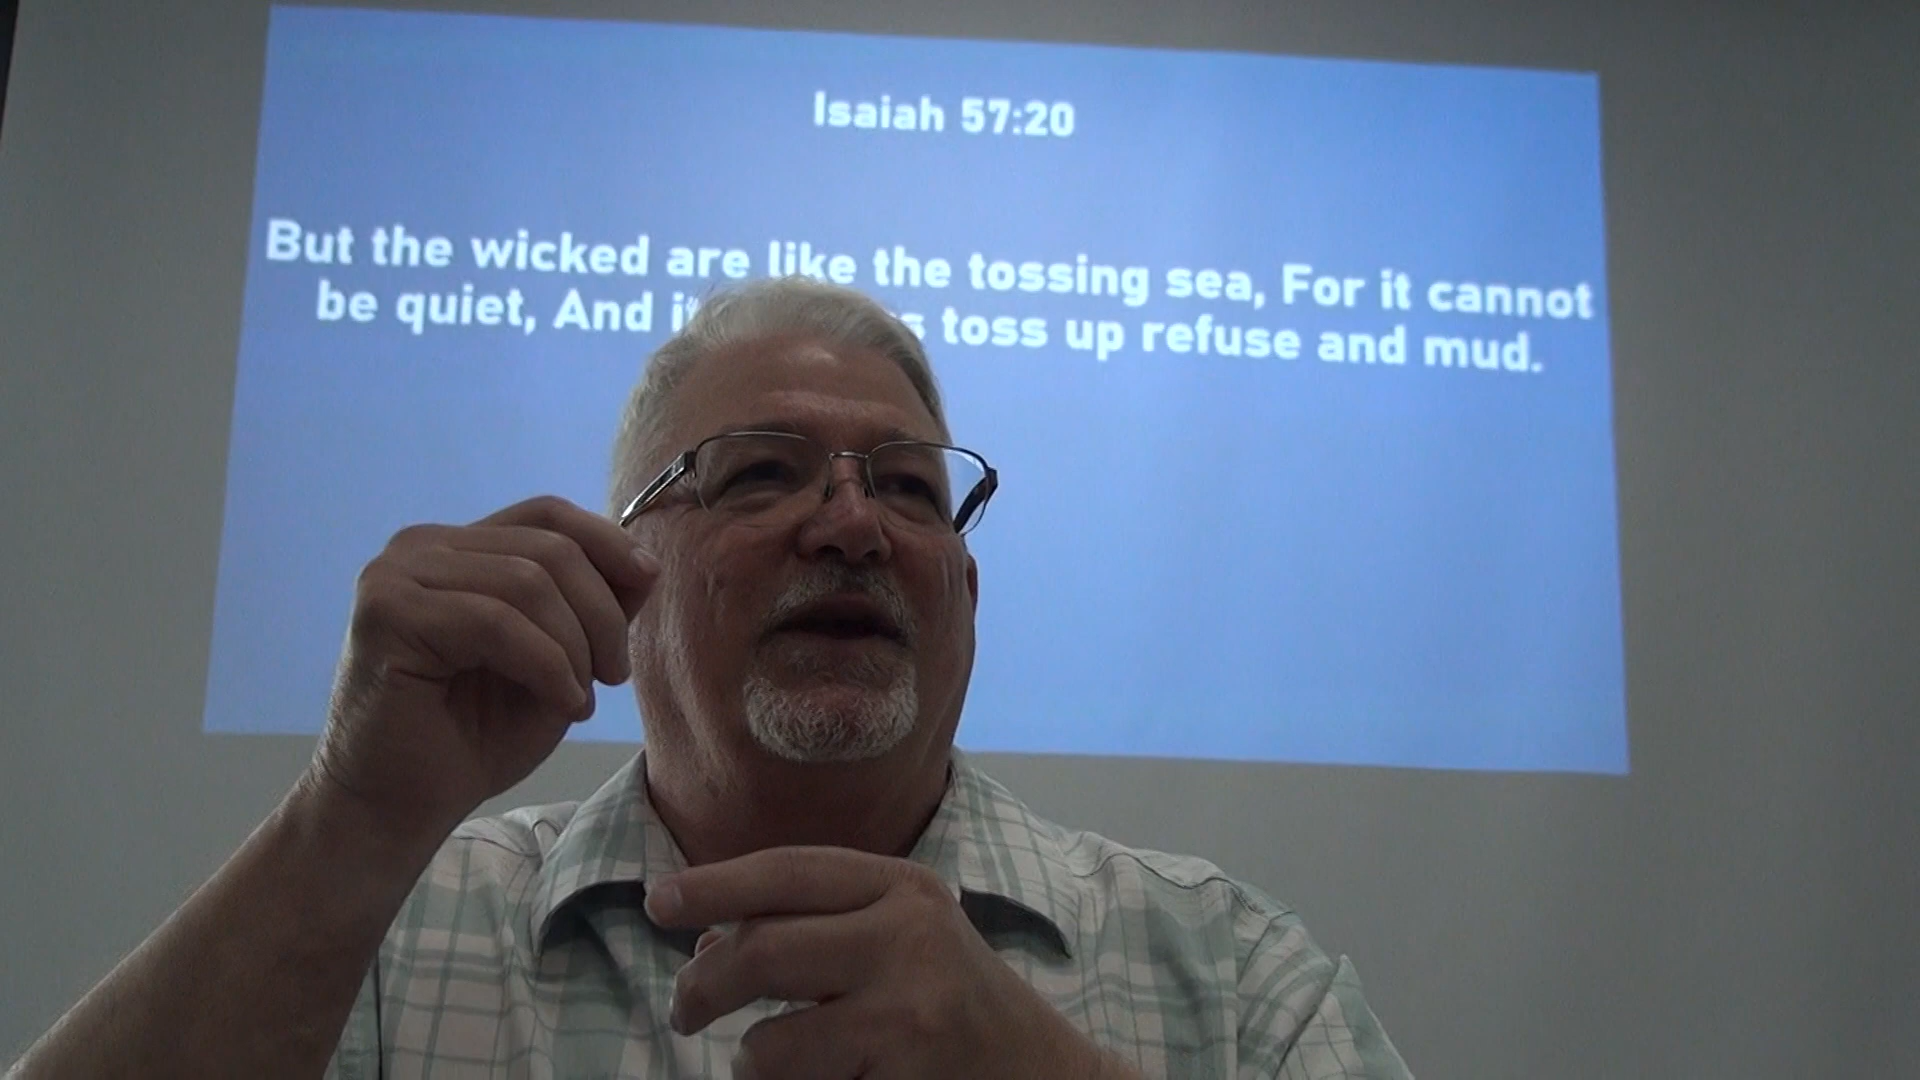 Isaiah 57:20
But the wicked are like the tossing sea, For it cannot
be quiet, And toss up refuse and mud.